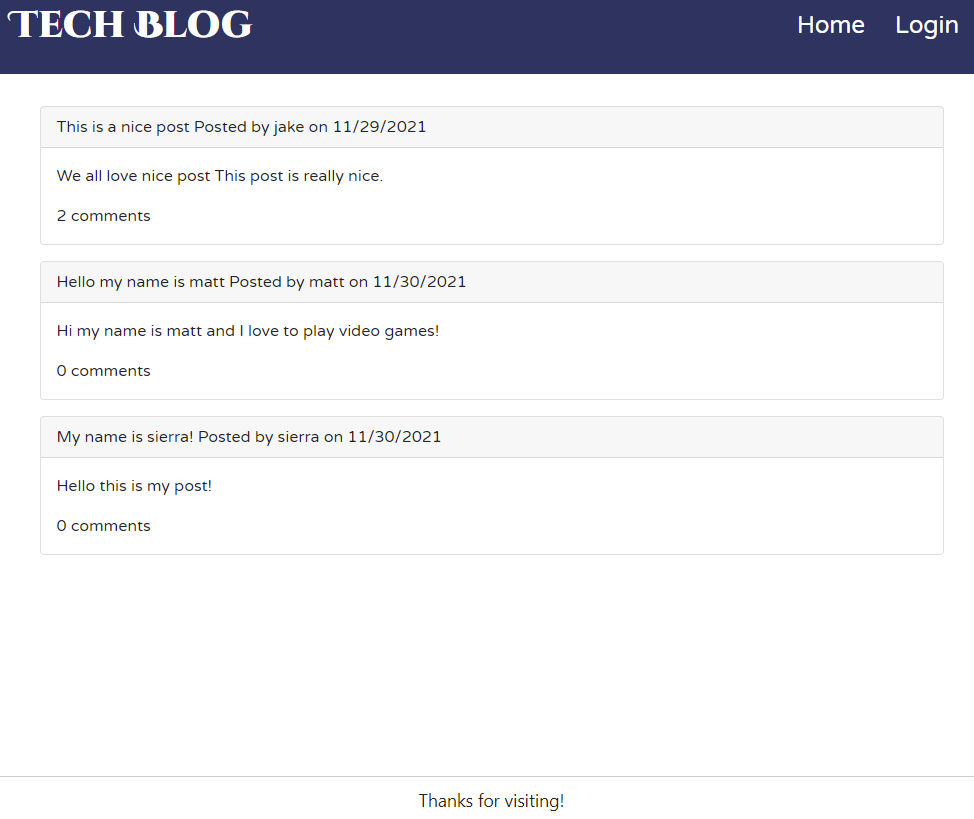 Tech Blog
Home Login
This is a nice post Posted by jake on 11/29/2021
We all love nice post This post is really nice.
2 comments
Hello my name is matt Posted by matt on 11/30/2021
Hi my name is matt and I love to play video games!
0 comments
My name is sierra! Posted by sierra on 11/30/2021
Hello this is my post!
0 comments
Thanks for visiting!